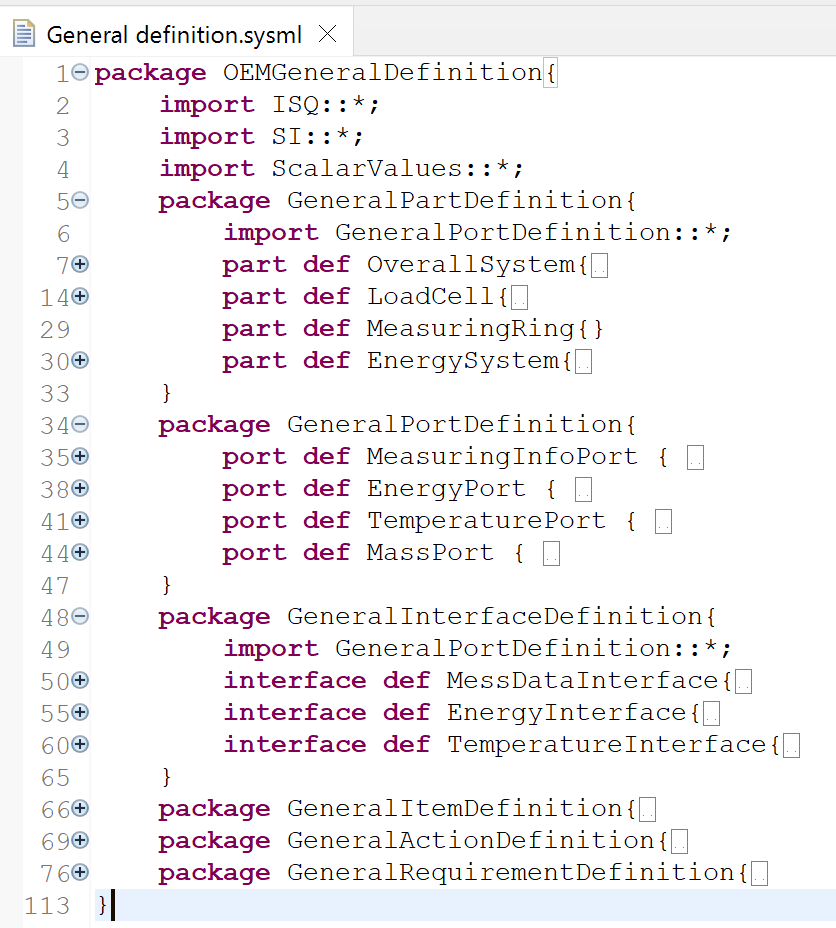 General definition.sysml
1 package OEMGeneralDefinition{
2 import ISQ::*;
3 import SI::*;
4 import ScalarValues::*;
5 package GeneralPartDefinition{
6 import GeneralPortDefinition::*;
7 part def OverallSystem{..
14 part def LoadCell{..
29 part def MeasuringRing{}
30 part def EnergySystem{..
33 }
34 package GeneralPortDefinition{
35 port def MeasuringInfoPort { ..
38 port def EnergyPort { ..
41 port def TemperaturePort { ..
44 port def MassPort { ..
47 }
48 package GeneralInterfaceDefinition{
49 import GeneralPortDefinition::*;
50 interface def MessDataInterface{..
55 interface def EnergyInterface{..
60 interface def TemperatureInterface{..
65 }
66 package GeneralItemDefinition{..
69 package GeneralActionDefinition{..
76 package GeneralRequirementDefinition{..
113 }